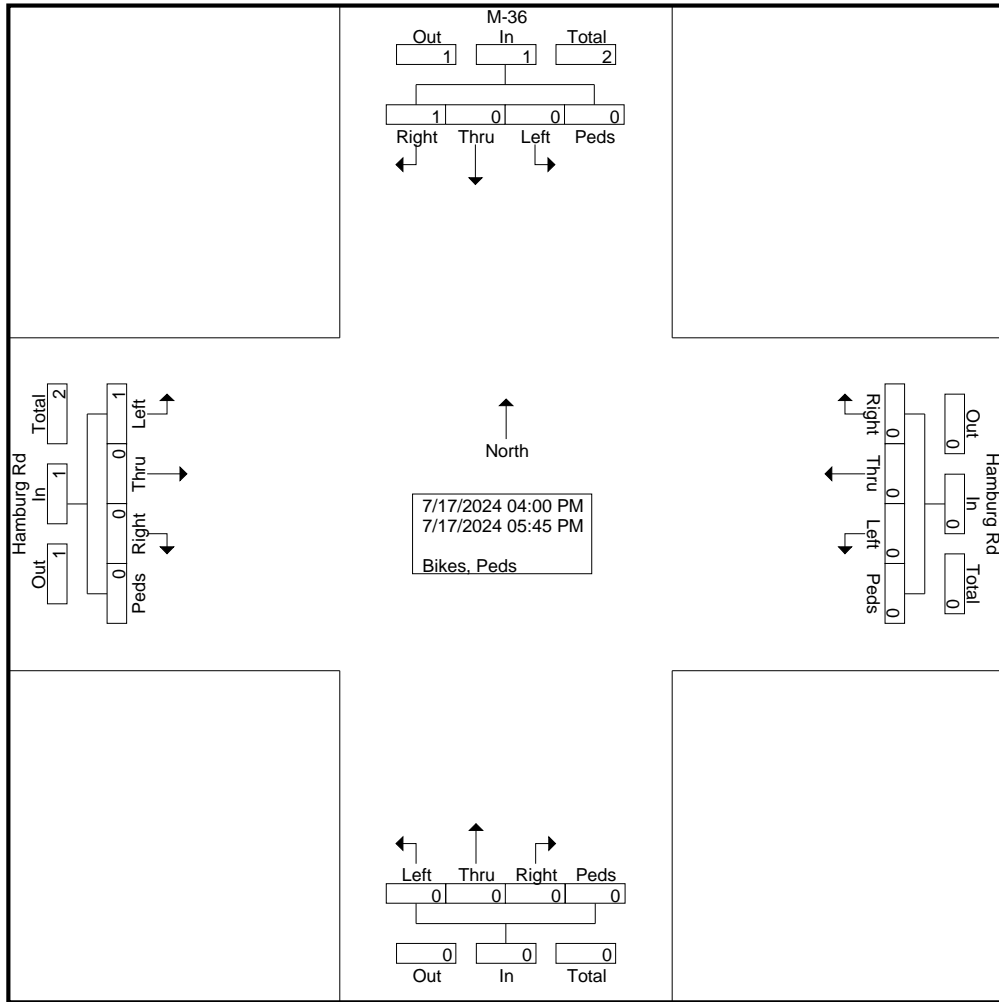 M-36
Out In Total
1 1 2
1 0 0 0
Right Thru Left Peds
North
7/17/2024 04:00 PM
7/17/2024 05:45 PM
Bikes, Peds
Hamburg Rd
Total In Out
2 1 1
1 0 0 0
Left Thru Right Peds
Hamburg Rd
Out In Total
0 0 0
0 0 0 0
Right Thru Left Peds
Left Thru Right Peds
0 0 0 0
0 0 0
Out In Total